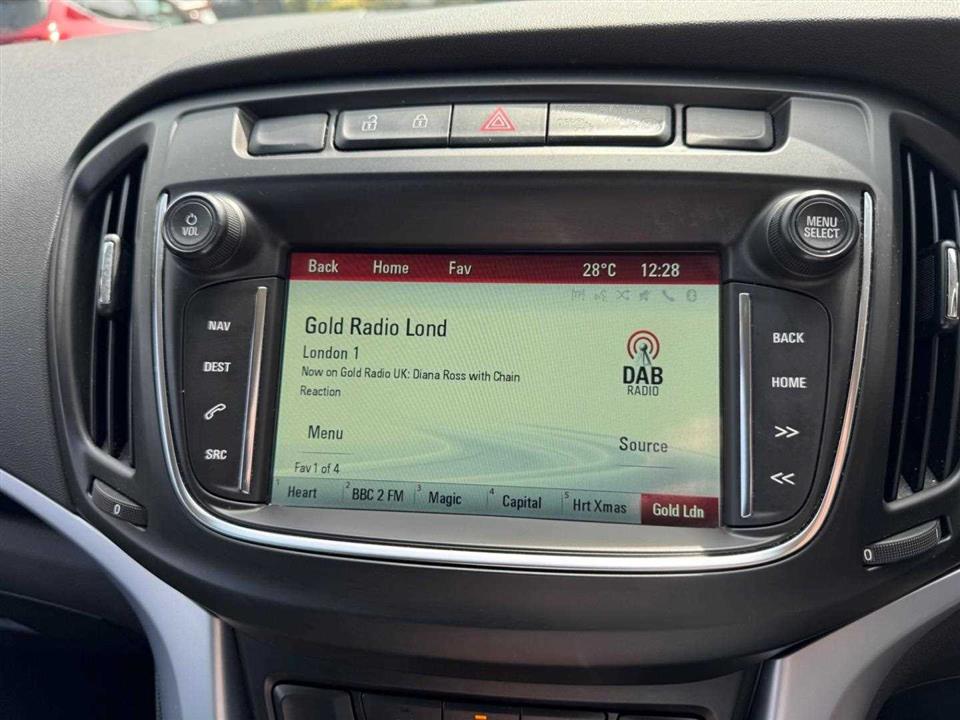 VOL
MENU
SELECT
Back Home Fav 28°C 12:28
NAV
DEST
SRC
Gold Radio Lond
London 1
Now on Gold Radio UK: Diana Ross with Chain
Reaction
DAB
RADIO
Menu
Source
Fav 1 of 4
1 Heart 2 BBC 2 FM 3 Magic 4 Capital 5 Hrt Xmas Gold Ldn
BACK
HOME
>>
<<
0
0